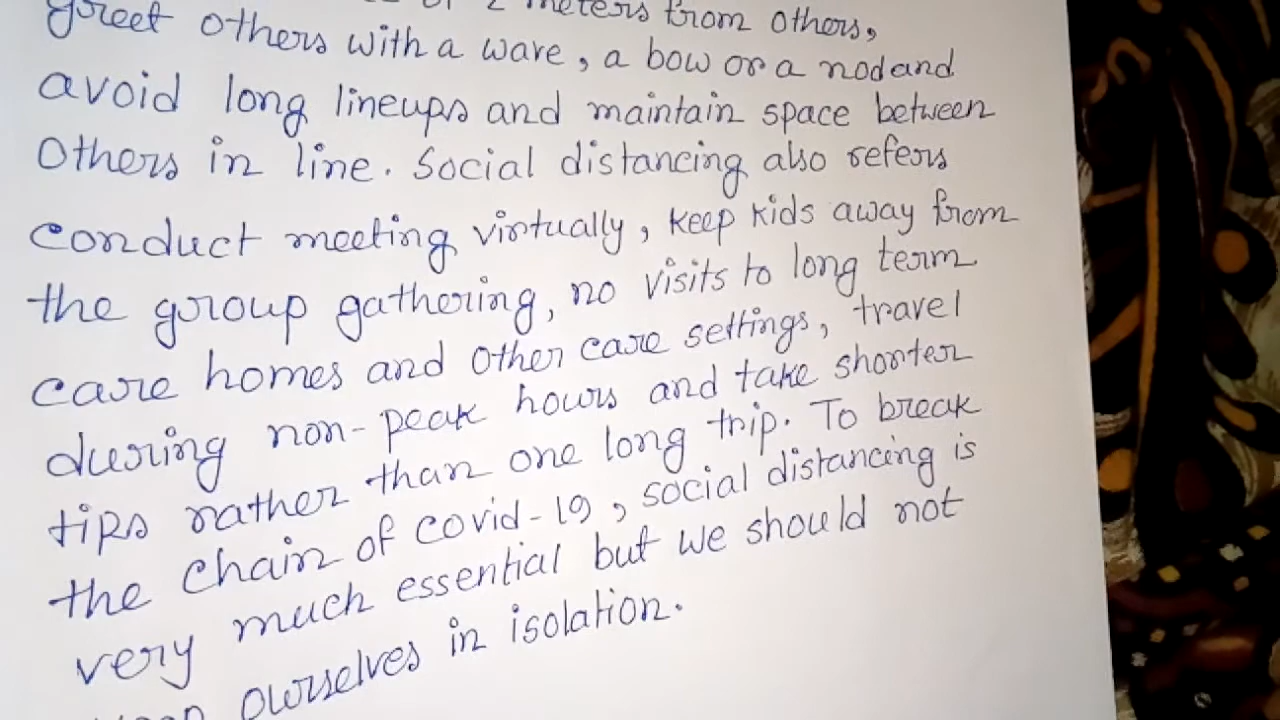 2 meters from others,
greet others with a wave, a bow or a nod and
avoid long lineups and maintain space between
others in line. Social distancing also refers
conduct meeting virtually, keep kids away from
the group gathering, no visits to long term
care homes and other care settings, travel
during non-peak hours and take shorter
tips rather than one long trip. To break
the chain of covid-19, social distancing is
very much essential but we should not
ourselves in isolation.